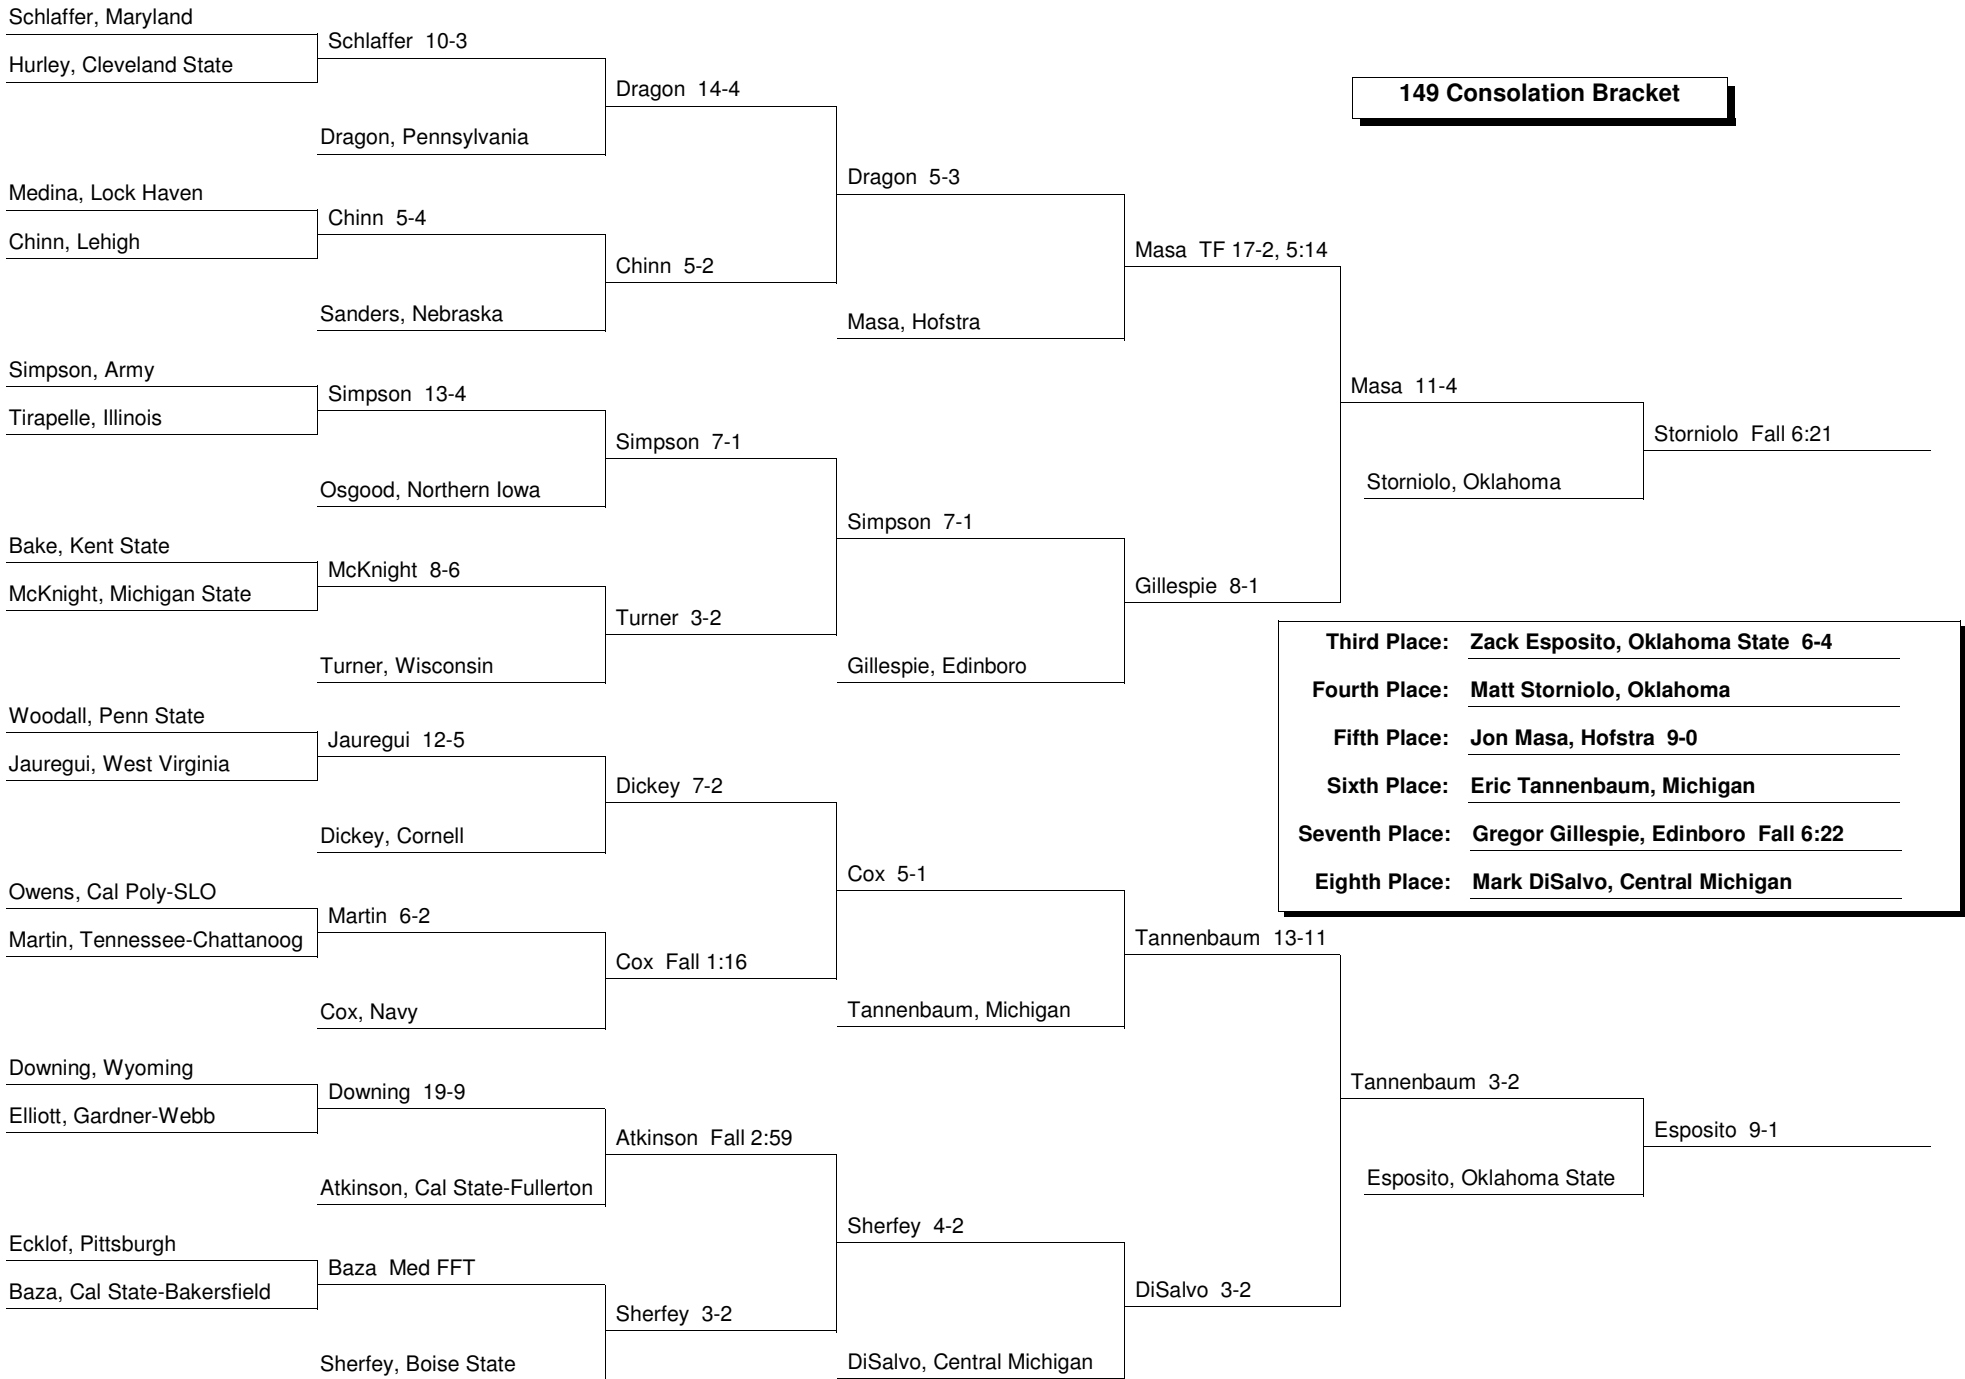 Schlaffer, Maryland
Schlaffer 10-3
Hurley, Cleveland State
Dragon 14-4
149 Consolation Bracket
Dragon, Pennsylvania
Dragon 5-3
Medina, Lock Haven
Chinn 5-4
Chinn, Lehigh
Masa TF 17-2, 5:14
Chinn 5-2
Sanders, Nebraska
Masa, Hofstra
Simpson, Army
Masa 11-4
Simpson 13-4
Tirapelle, Illinois
Storniolo Fall 6:21
Simpson 7-1
Storniolo, Oklahoma
Osgood, Northern Iowa
Simpson 7-1
Bake, Kent State
McKnight 8-6
Gillespie 8-1
McKnight, Michigan State
Turner 3-2
Third Place: Zack Esposito, Oklahoma State 6-4
Turner, Wisconsin
Gillespie, Edinboro
Fourth Place: Matt Storniolo, Oklahoma
Woodall, Penn State
Jauregui 12-5
Fifth Place: Jon Masa, Hofstra 9-0
Jauregui, West Virginia
Dickey 7-2
Sixth Place: Eric Tannenbaum, Michigan
Dickey, Cornell
Seventh Place: Gregor Gillespie, Edinboro Fall 6:22
Cox 5-1
Eighth Place: Mark DiSalvo, Central Michigan
Owens, Cal Poly-SLO
Martin 6-2
Martin, Tennessee-Chattanoog
Tannenbaum 13-11
Cox Fall 1:16
Cox, Navy
Tannenbaum, Michigan
Downing, Wyoming
Tannenbaum 3-2
Downing 19-9
Elliott, Gardner-Webb
Esposito 9-1
Atkinson Fall 2:59
Esposito, Oklahoma State
Atkinson, Cal State-Fullerton
Sherfey 4-2
Ecklof, Pittsburgh
Baza Med FFT
Baza, Cal State-Bakersfield
DiSalvo 3-2
Sherfey 3-2
Sherfey, Boise State
DiSalvo, Central Michigan